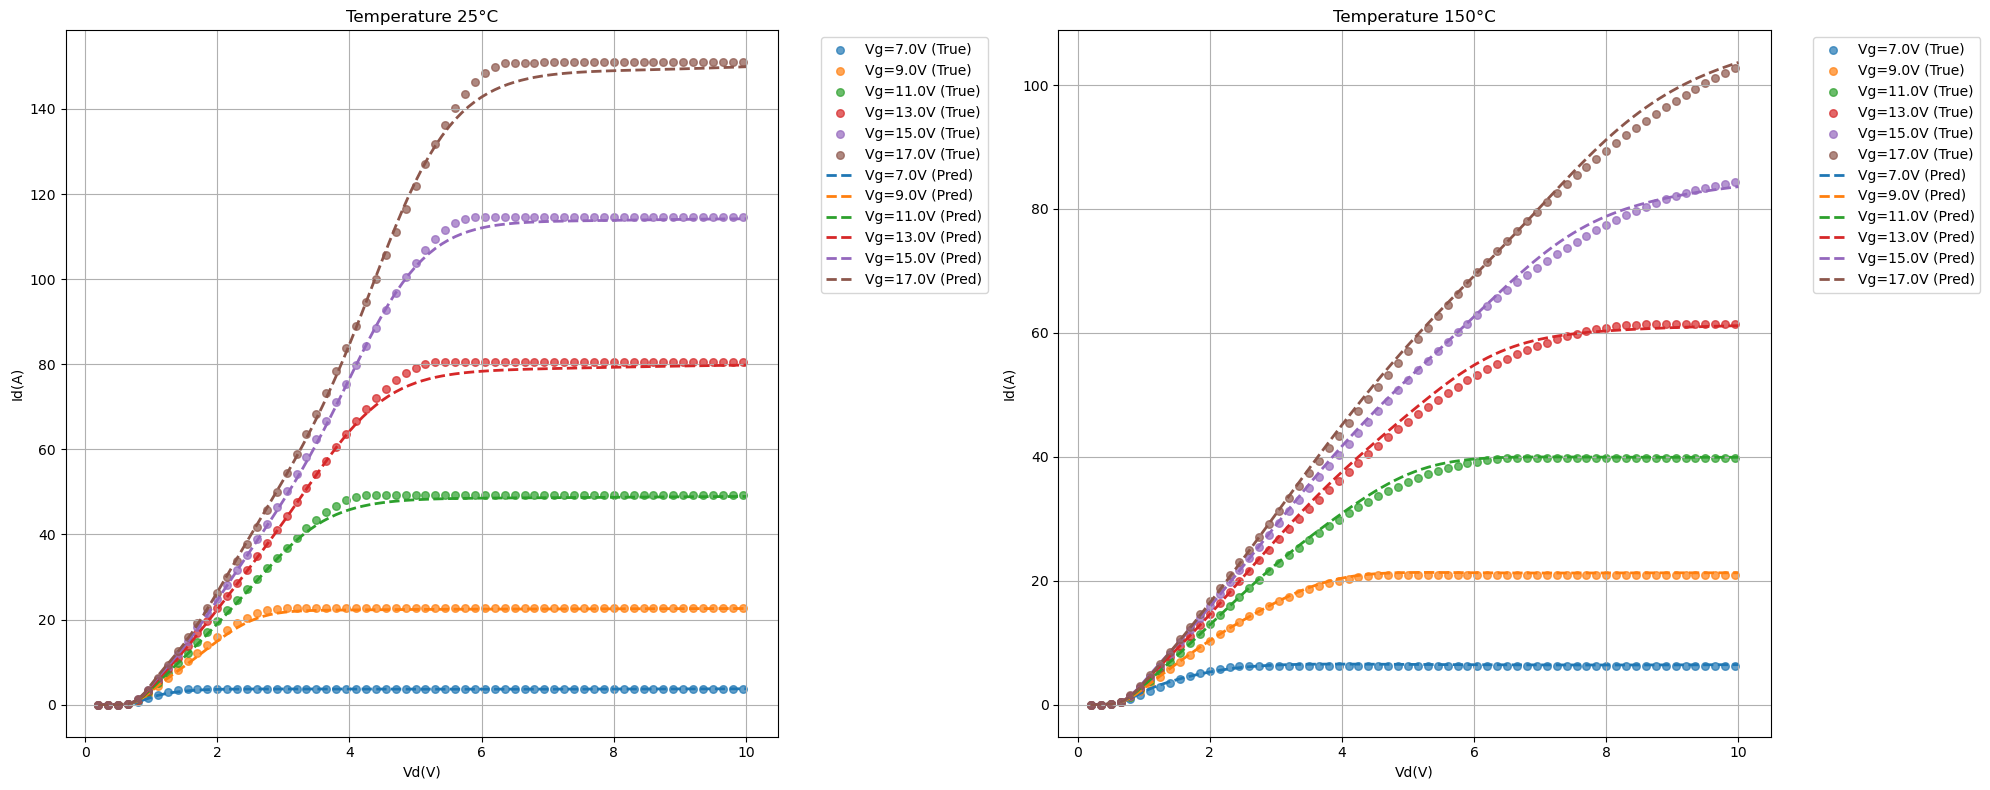 Temperature 25°C
140
120
100
80
60
40
20
0
Id(A)
0 2 4 6 8 10
Vd(V)
Vg=7.0V (True)
Vg=9.0V (True)
Vg=11.0V (True)
Vg=13.0V (True)
Vg=15.0V (True)
Vg=17.0V (True)
Vg=7.0V (Pred)
Vg=9.0V (Pred)
Vg=11.0V (Pred)
Vg=13.0V (Pred)
Vg=15.0V (Pred)
Vg=17.0V (Pred)
Temperature 150°C
100
80
60
40
20
0
Id(A)
0 2 4 6 8 10
Vd(V)
Vg=7.0V (True)
Vg=9.0V (True)
Vg=11.0V (True)
Vg=13.0V (True)
Vg=15.0V (True)
Vg=17.0V (True)
Vg=7.0V (Pred)
Vg=9.0V (Pred)
Vg=11.0V (Pred)
Vg=13.0V (Pred)
Vg=15.0V (Pred)
Vg=17.0V (Pred)